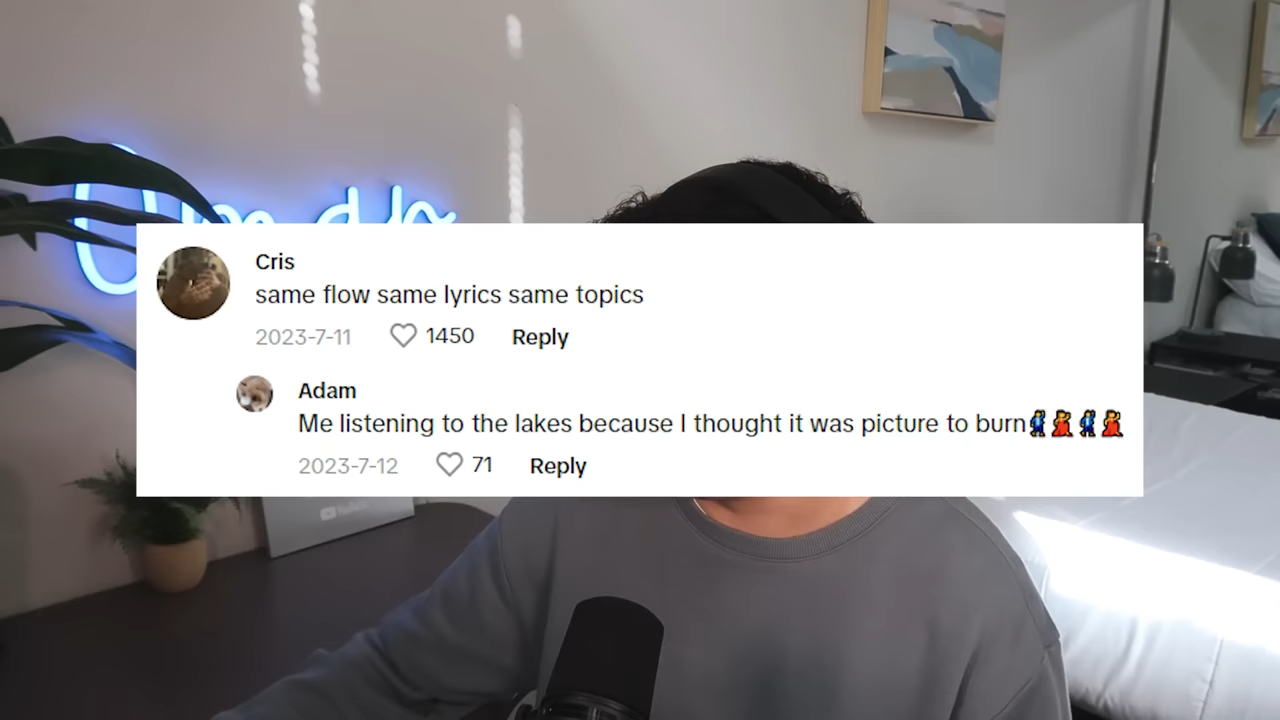 Cris
same flow same lyrics same topics
2023-7-11 1450 Reply
Adam
Me listening to the lakes because I thought it was picture to burn🕺💃🕺💃
2023-7-12 71 Reply